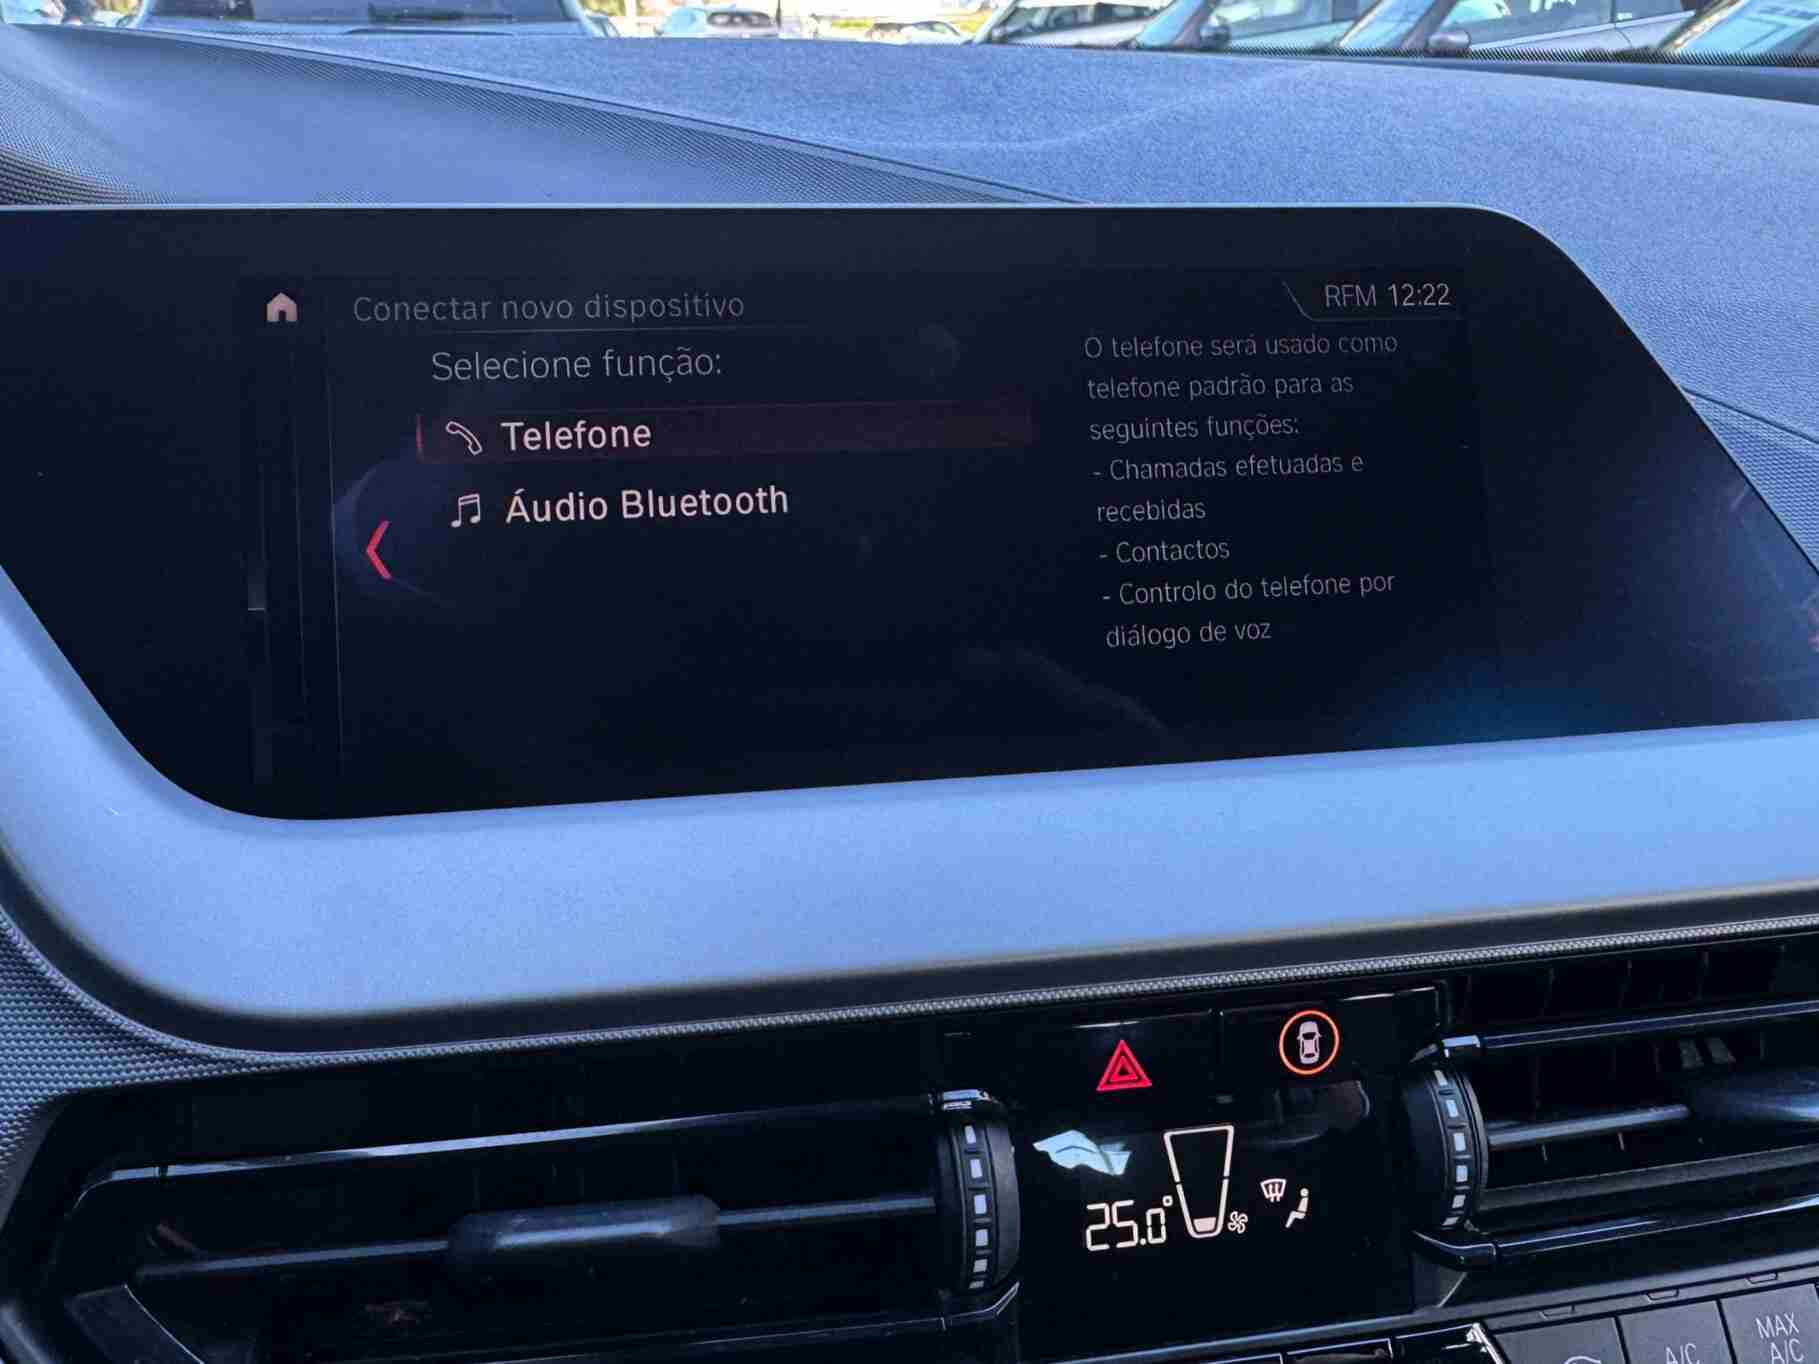 Conectar novo dispositivo
RFM 12:22
Selecione função:
Telefone
Áudio Bluetooth
O telefone será usado como
telefone padrão para as
seguintes funções:
- Chamadas efetuadas e
recebidas
- Contactos
- Controlo do telefone por
diálogo de voz
25.0°
A/C
MAX
A/C